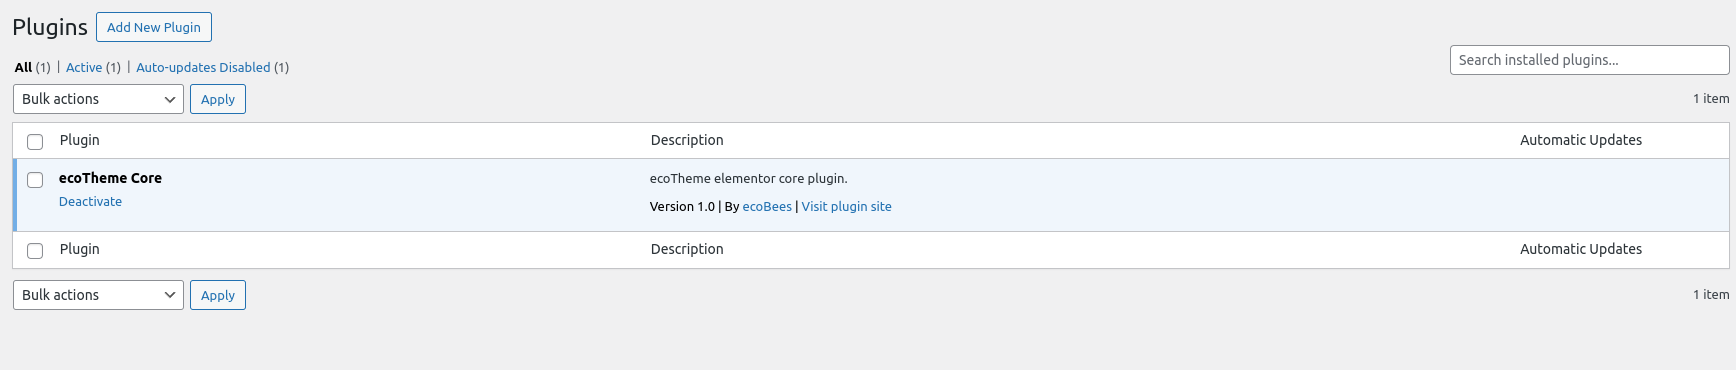 Plugins Add New Plugin
All (1) | Active (1) | Auto-updates Disabled (1)
Search installed plugins...
Bulk actions Apply
1 item
Plugin Description Automatic Updates
ecoTheme Core ecoTheme elementor core plugin.
Deactivate Version 1.0 | By ecoBees | Visit plugin site
Plugin Description Automatic Updates
Bulk actions Apply
1 item